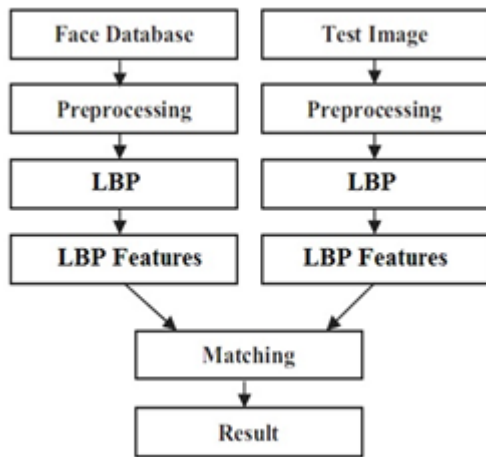 Face Database
Test Image
Preprocessing
Preprocessing
LBP
LBP
LBP Features
LBP Features
Matching
Result